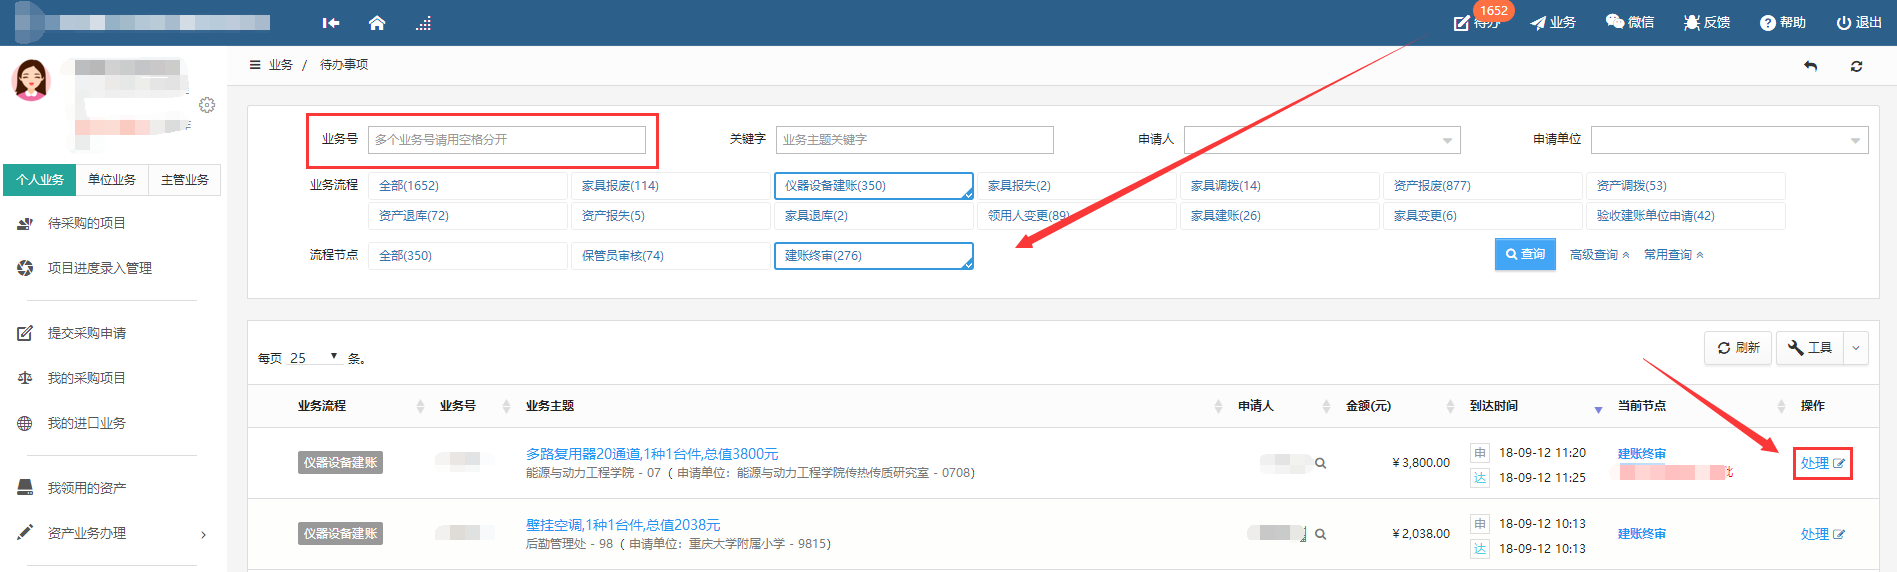 1652
待办 业务 微信 反馈 帮助 退出
业务 / 待办事项
个人业务 单位业务 主管业务
待采购的项目
项目进度录入管理
提交采购申请
我的采购项目
我的进口业务
我领用的资产
资产业务办理
业务号 多个业务号请用空格分开 关键字 业务主题关键字 申请人 申请单位
业务流程 全部(1652) 家具报废(114) 仪器设备建账(350) 家具报失(2) 家具调拨(14) 资产报废(877) 资产调拨(53)
资产退库(72) 资产报失(5) 家具退库(2) 领用人变更(89) 家具建账(26) 家具变更(6) 验收建账单位申请(42)
流程节点 全部(350) 保管员审核(74) 建账终审(276) 查询 高级查询 常用查询
每页 25 条。 刷新 工具
业务流程 业务号 业务主题 申请人 金额(元) 到达时间 当前节点 操作
仪器设备建账 多路复用器20通道,1种1台件,总值3800元 ¥3,800.00 申 18-09-12 11:20 建账终审 处理
能源与动力工程学院 - 07 ( 申请单位：能源与动力工程学院传热传质研究室 - 0708) 达 18-09-12 11:25
仪器设备建账 壁挂空调,1种1台件,总值2038元 ¥2,038.00 申 18-09-12 10:13 建账终审 处理
后勤管理处 - 98 ( 申请单位：重庆大学附属小学 - 9815) 达 18-09-12 10:13